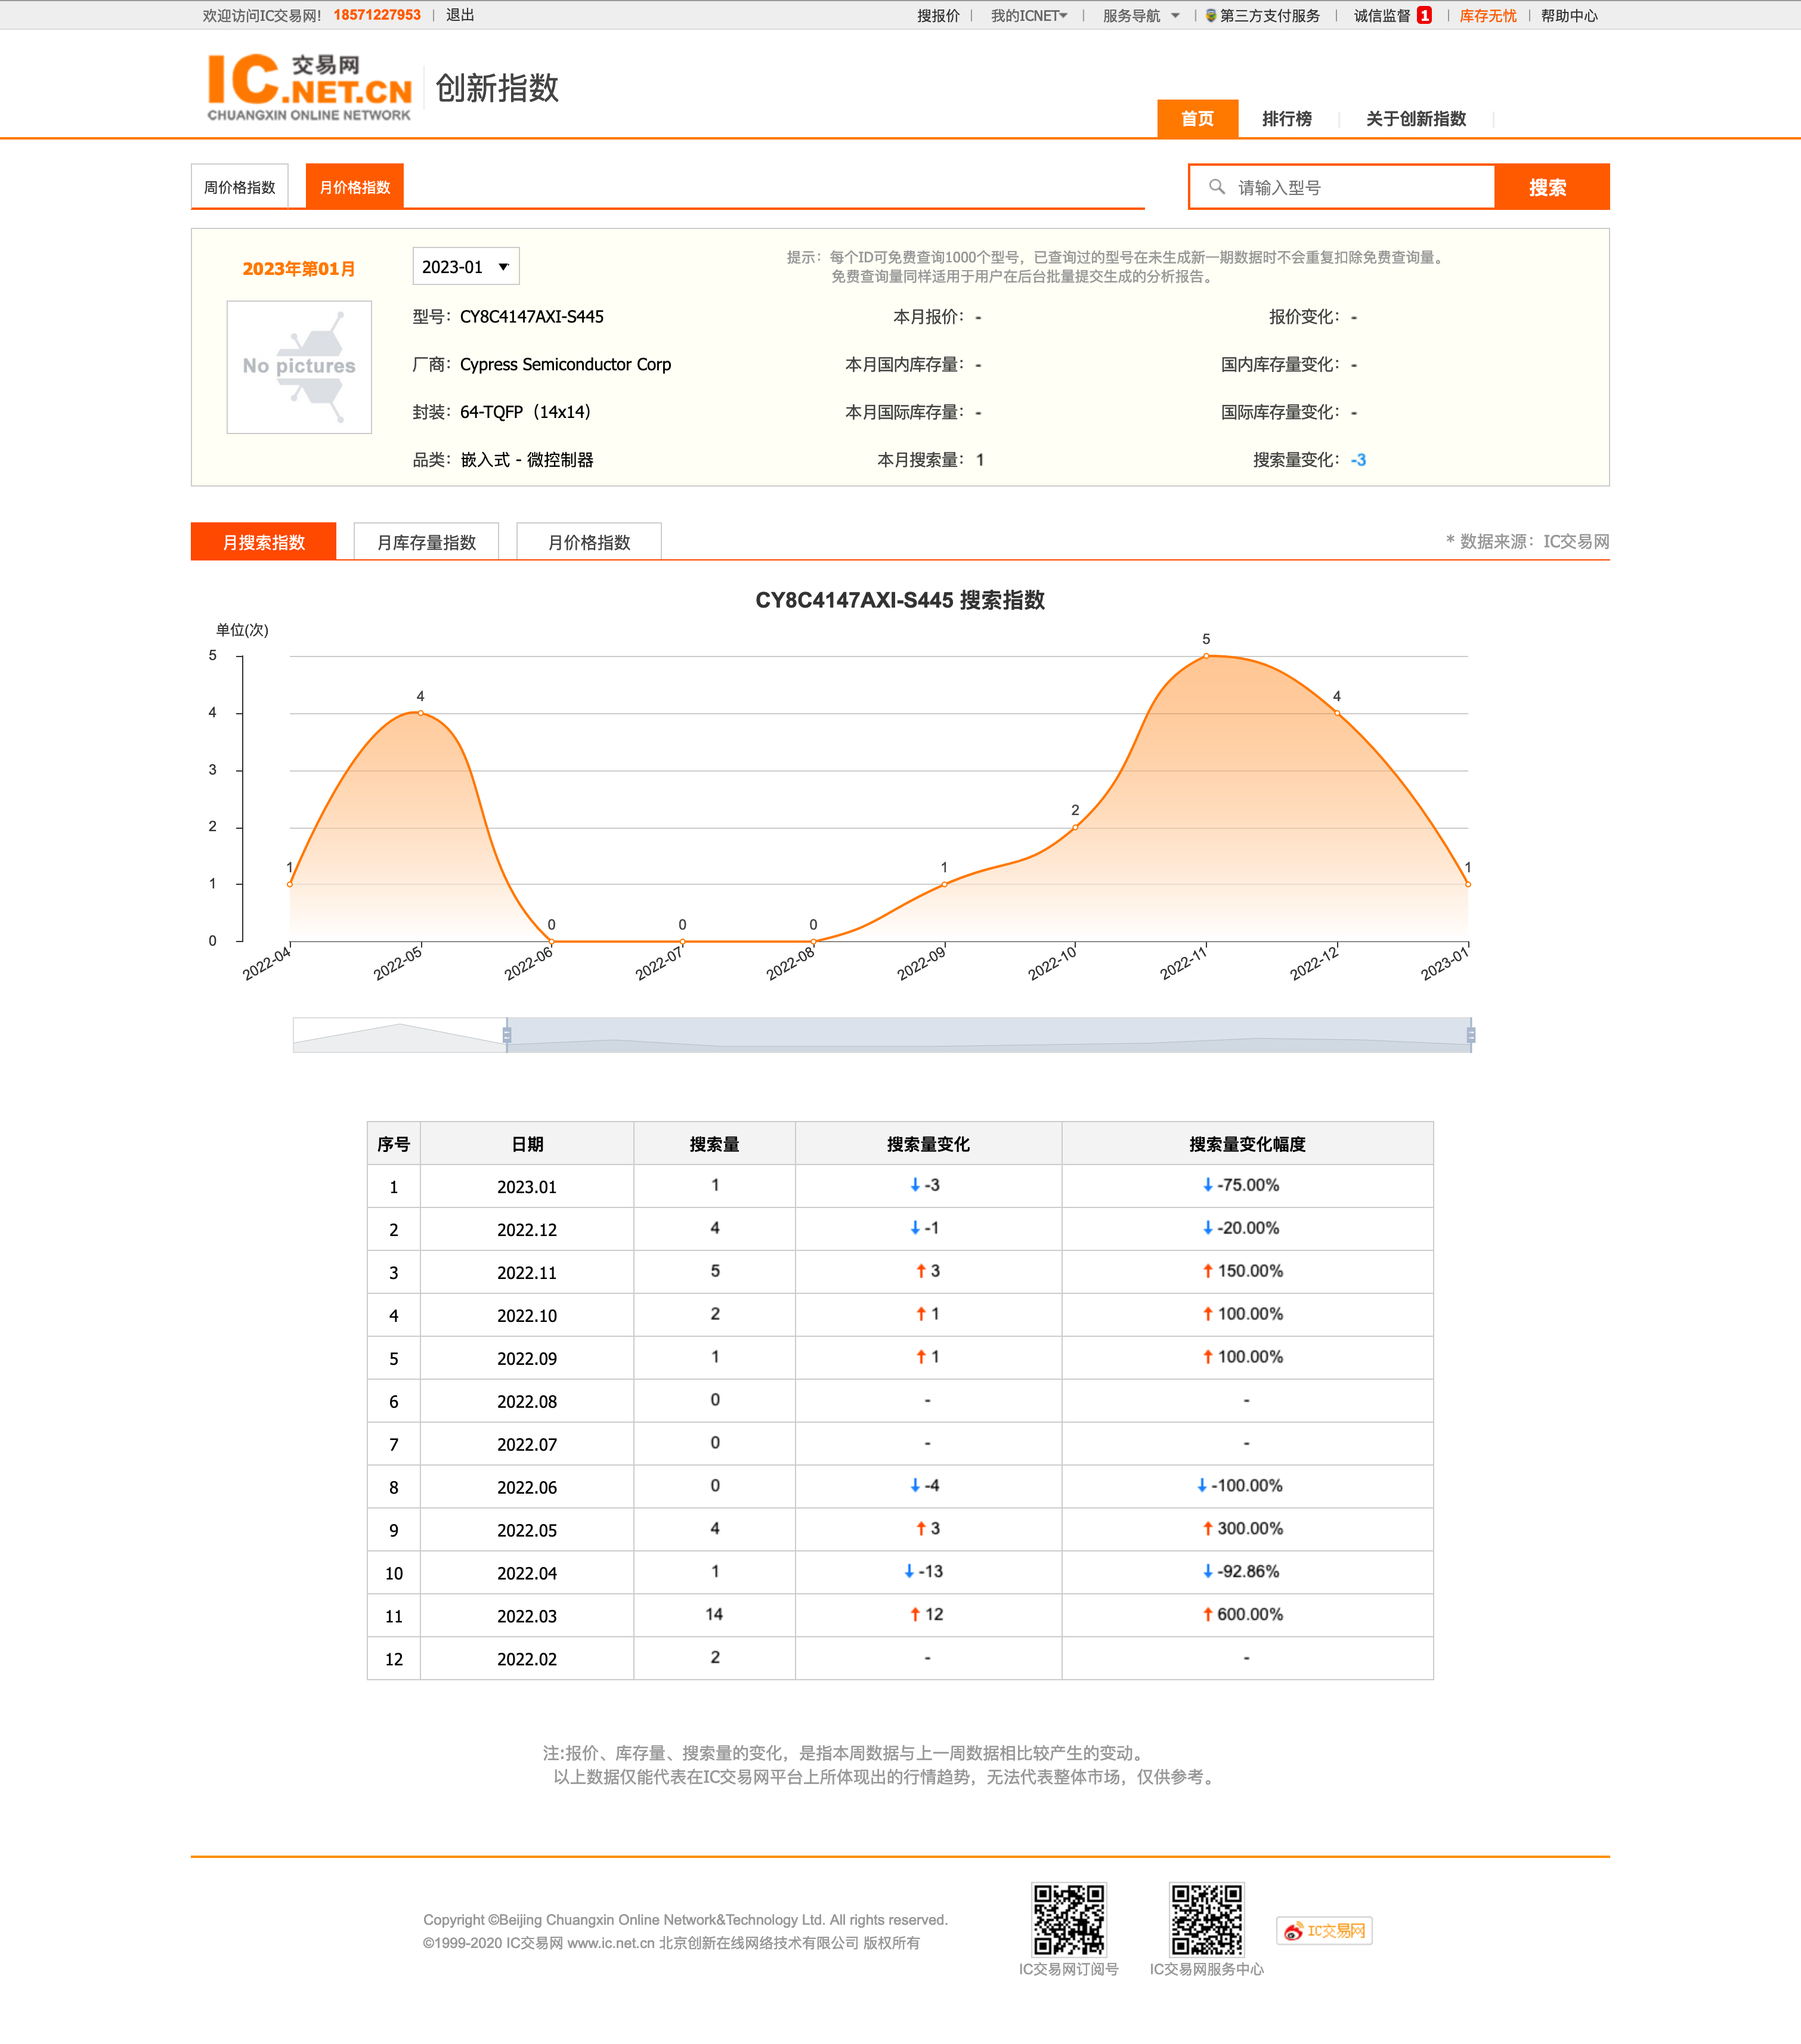 欢迎访问IC交易网! 18571227953 | 退出 搜报价 | 我的ICNET | 服务导航 | 第三方支付服务 | 诚信监督 1 | 库存无忧 | 帮助中心
IC 交易网 .NET.CN
CHUANGXIN ONLINE NETWORK
创新指数
首页 排行榜 关于创新指数
周价格指数 月价格指数 请输入型号 搜索
2023年第01月 2023-01
提示：每个ID可免费查询1000个型号，已查询过的型号在未生成新一期数据时不会重复扣除免费查询量。
免费查询量同样适用于用户在后台批量提交生成的分析报告。
No pictures
型号：CY8C4147AXI-S445 本月报价：- 报价变化：-
厂商：Cypress Semiconductor Corp 本月国内库存量：- 国内库存量变化：-
封装：64-TQFP（14x14） 本月国际库存量：- 国际库存量变化：-
品类：嵌入式 - 微控制器 本月搜索量：1 搜索量变化：-3
月搜索指数 月库存量指数 月价格指数 * 数据来源：IC交易网
CY8C4147AXI-S445 搜索指数
单位(次)
5
4
3
2
1
0
1 4 0 0 0 1 2 5 4 1
2022-04 2022-05 2022-06 2022-07 2022-08 2022-09 2022-10 2022-11 2022-12 2023-01
序号 日期 搜索量 搜索量变化 搜索量变化幅度
1 2023.01 1 ↓ -3 ↓ -75.00%
2 2022.12 4 ↓ -1 ↓ -20.00%
3 2022.11 5 ↑ 3 ↑ 150.00%
4 2022.10 2 ↑ 1 ↑ 100.00%
5 2022.09 1 ↑ 1 ↑ 100.00%
6 2022.08 0 - -
7 2022.07 0 - -
8 2022.06 0 ↓ -4 ↓ -100.00%
9 2022.05 4 ↑ 3 ↑ 300.00%
10 2022.04 1 ↓ -13 ↓ -92.86%
11 2022.03 14 ↑ 12 ↑ 600.00%
12 2022.02 2 - -
注:报价、库存量、搜索量的变化，是指本周数据与上一周数据相比较产生的变动。
以上数据仅能代表在IC交易网平台上所体现出的行情趋势，无法代表整体市场，仅供参考。
Copyright ©Beijing Chuangxin Online Network&Technology Ltd. All rights reserved.
©1999-2020 IC交易网 www.ic.net.cn 北京创新在线网络技术有限公司 版权所有
IC交易网订阅号 IC交易网服务中心
IC交易网